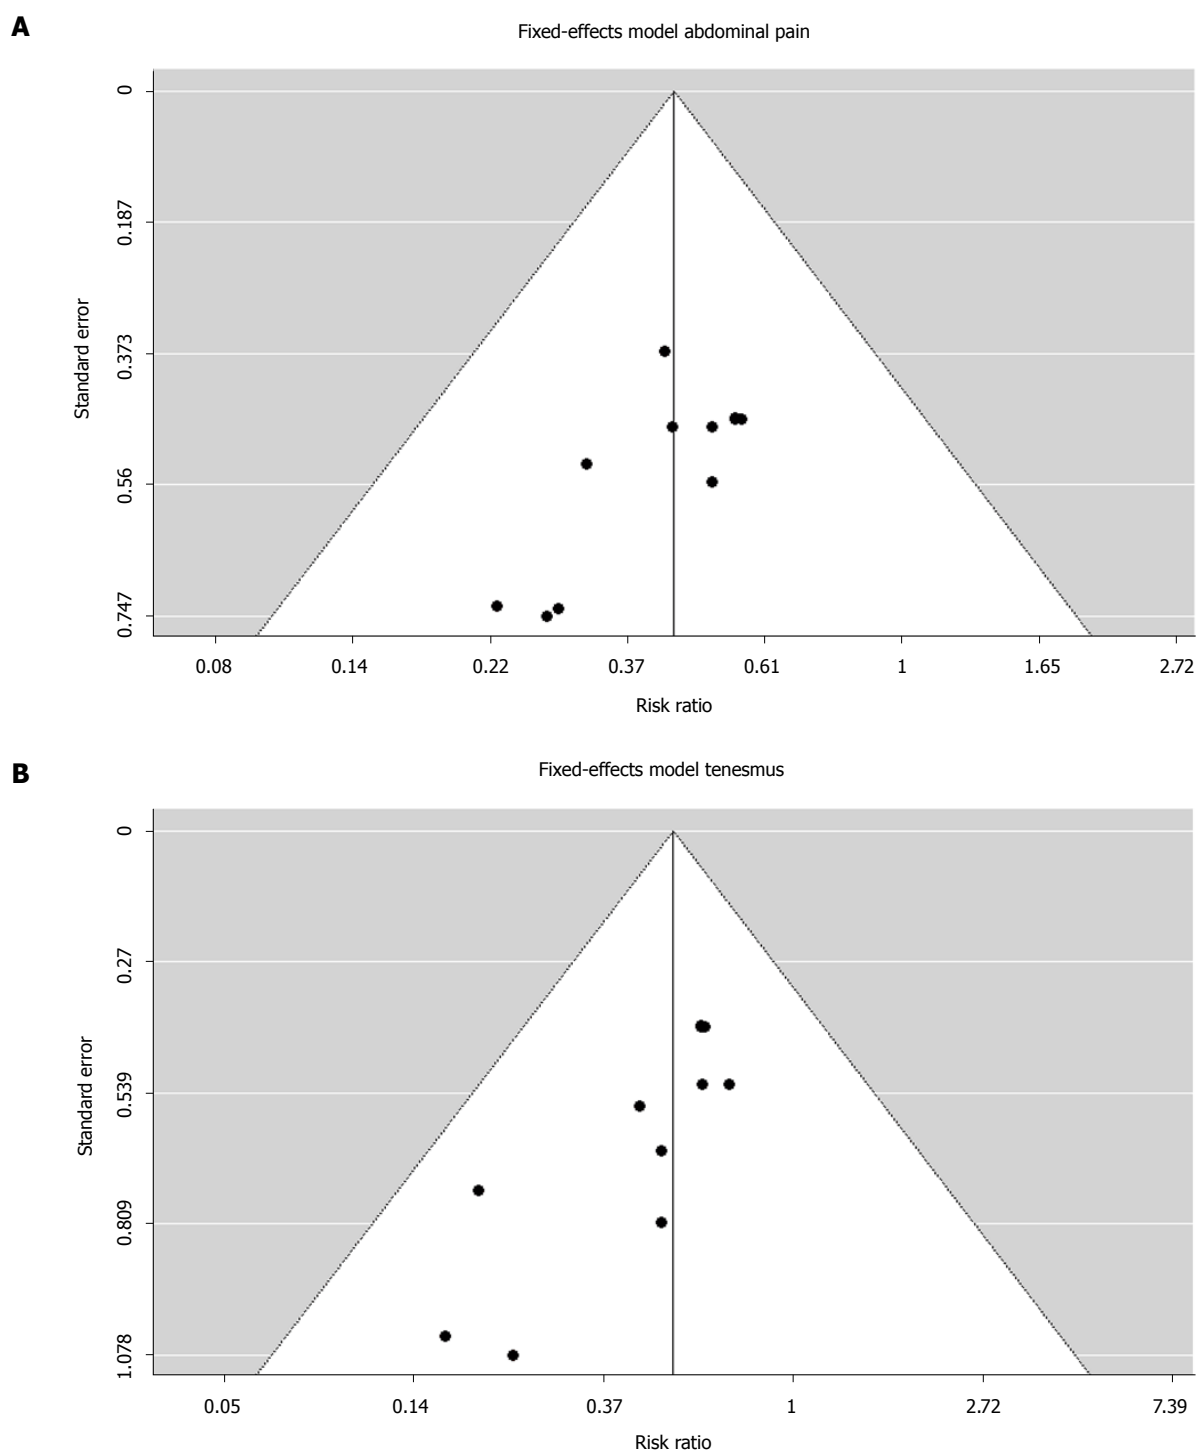 A
Fixed-effects model abdominal pain
0
0.187
0.373
0.56
0.747
Standard error
0.08 0.14 0.22 0.37 0.61 1 1.65 2.72
Risk ratio
B
Fixed-effects model tenesmus
0
0.27
0.539
0.809
1.078
Standard error
0.05 0.14 0.37 1 2.72 7.39
Risk ratio